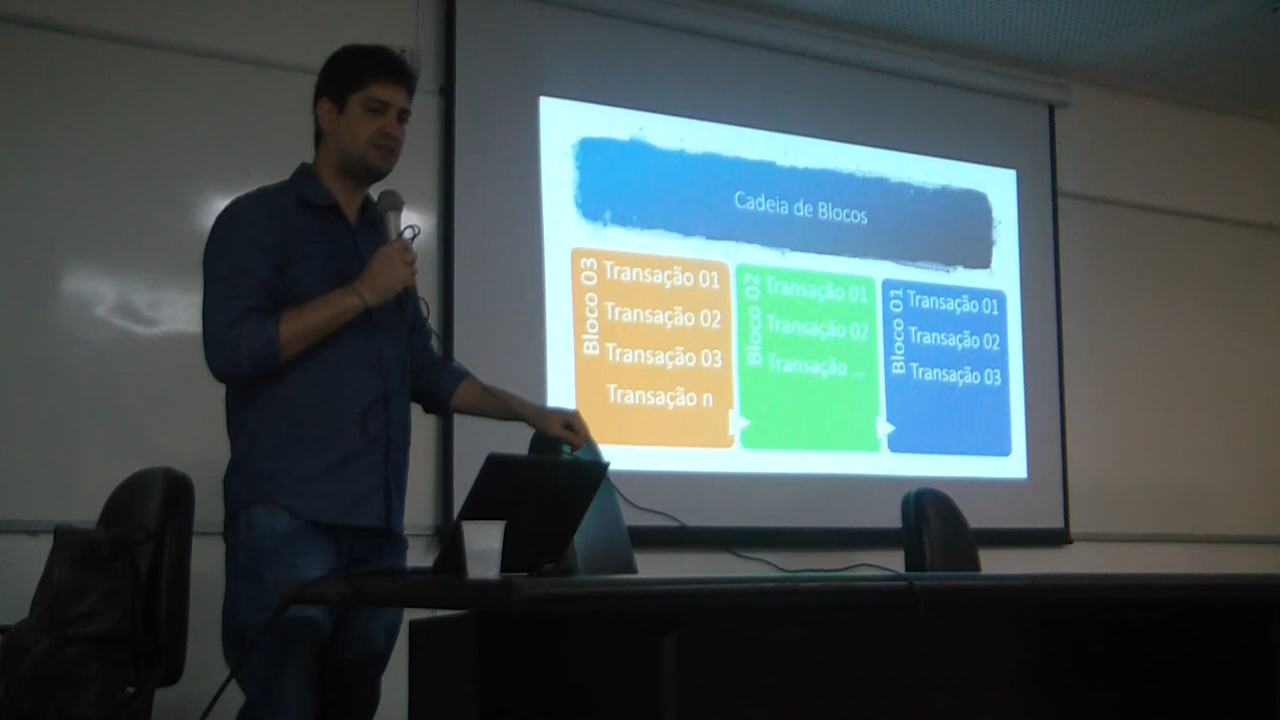 Cadeia de Blocos
Bloco 03
Transação 01
Transação 02
Transação 03
Transação n
Bloco 02
Transação 01
Transação 02
Transação ...
Bloco 01
Transação 01
Transação 02
Transação 03